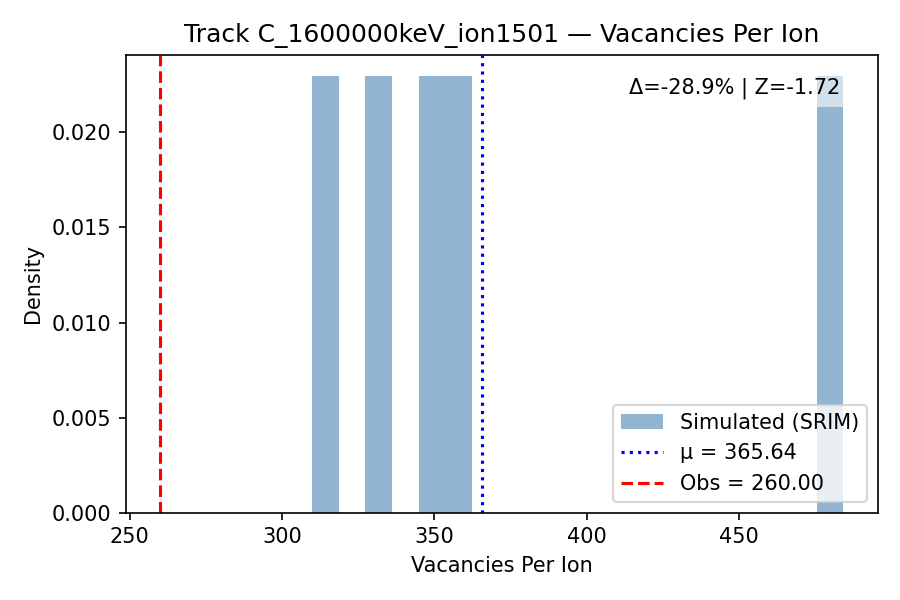 Track C_1600000keV_ion1501 — Vacancies Per Ion
Δ=-28.9% | Z=-1.72
Density
0.020
0.015
0.010
0.005
0.000
250
300
350
400
450
Vacancies Per Ion
Simulated (SRIM)
μ = 365.64
Obs = 260.00